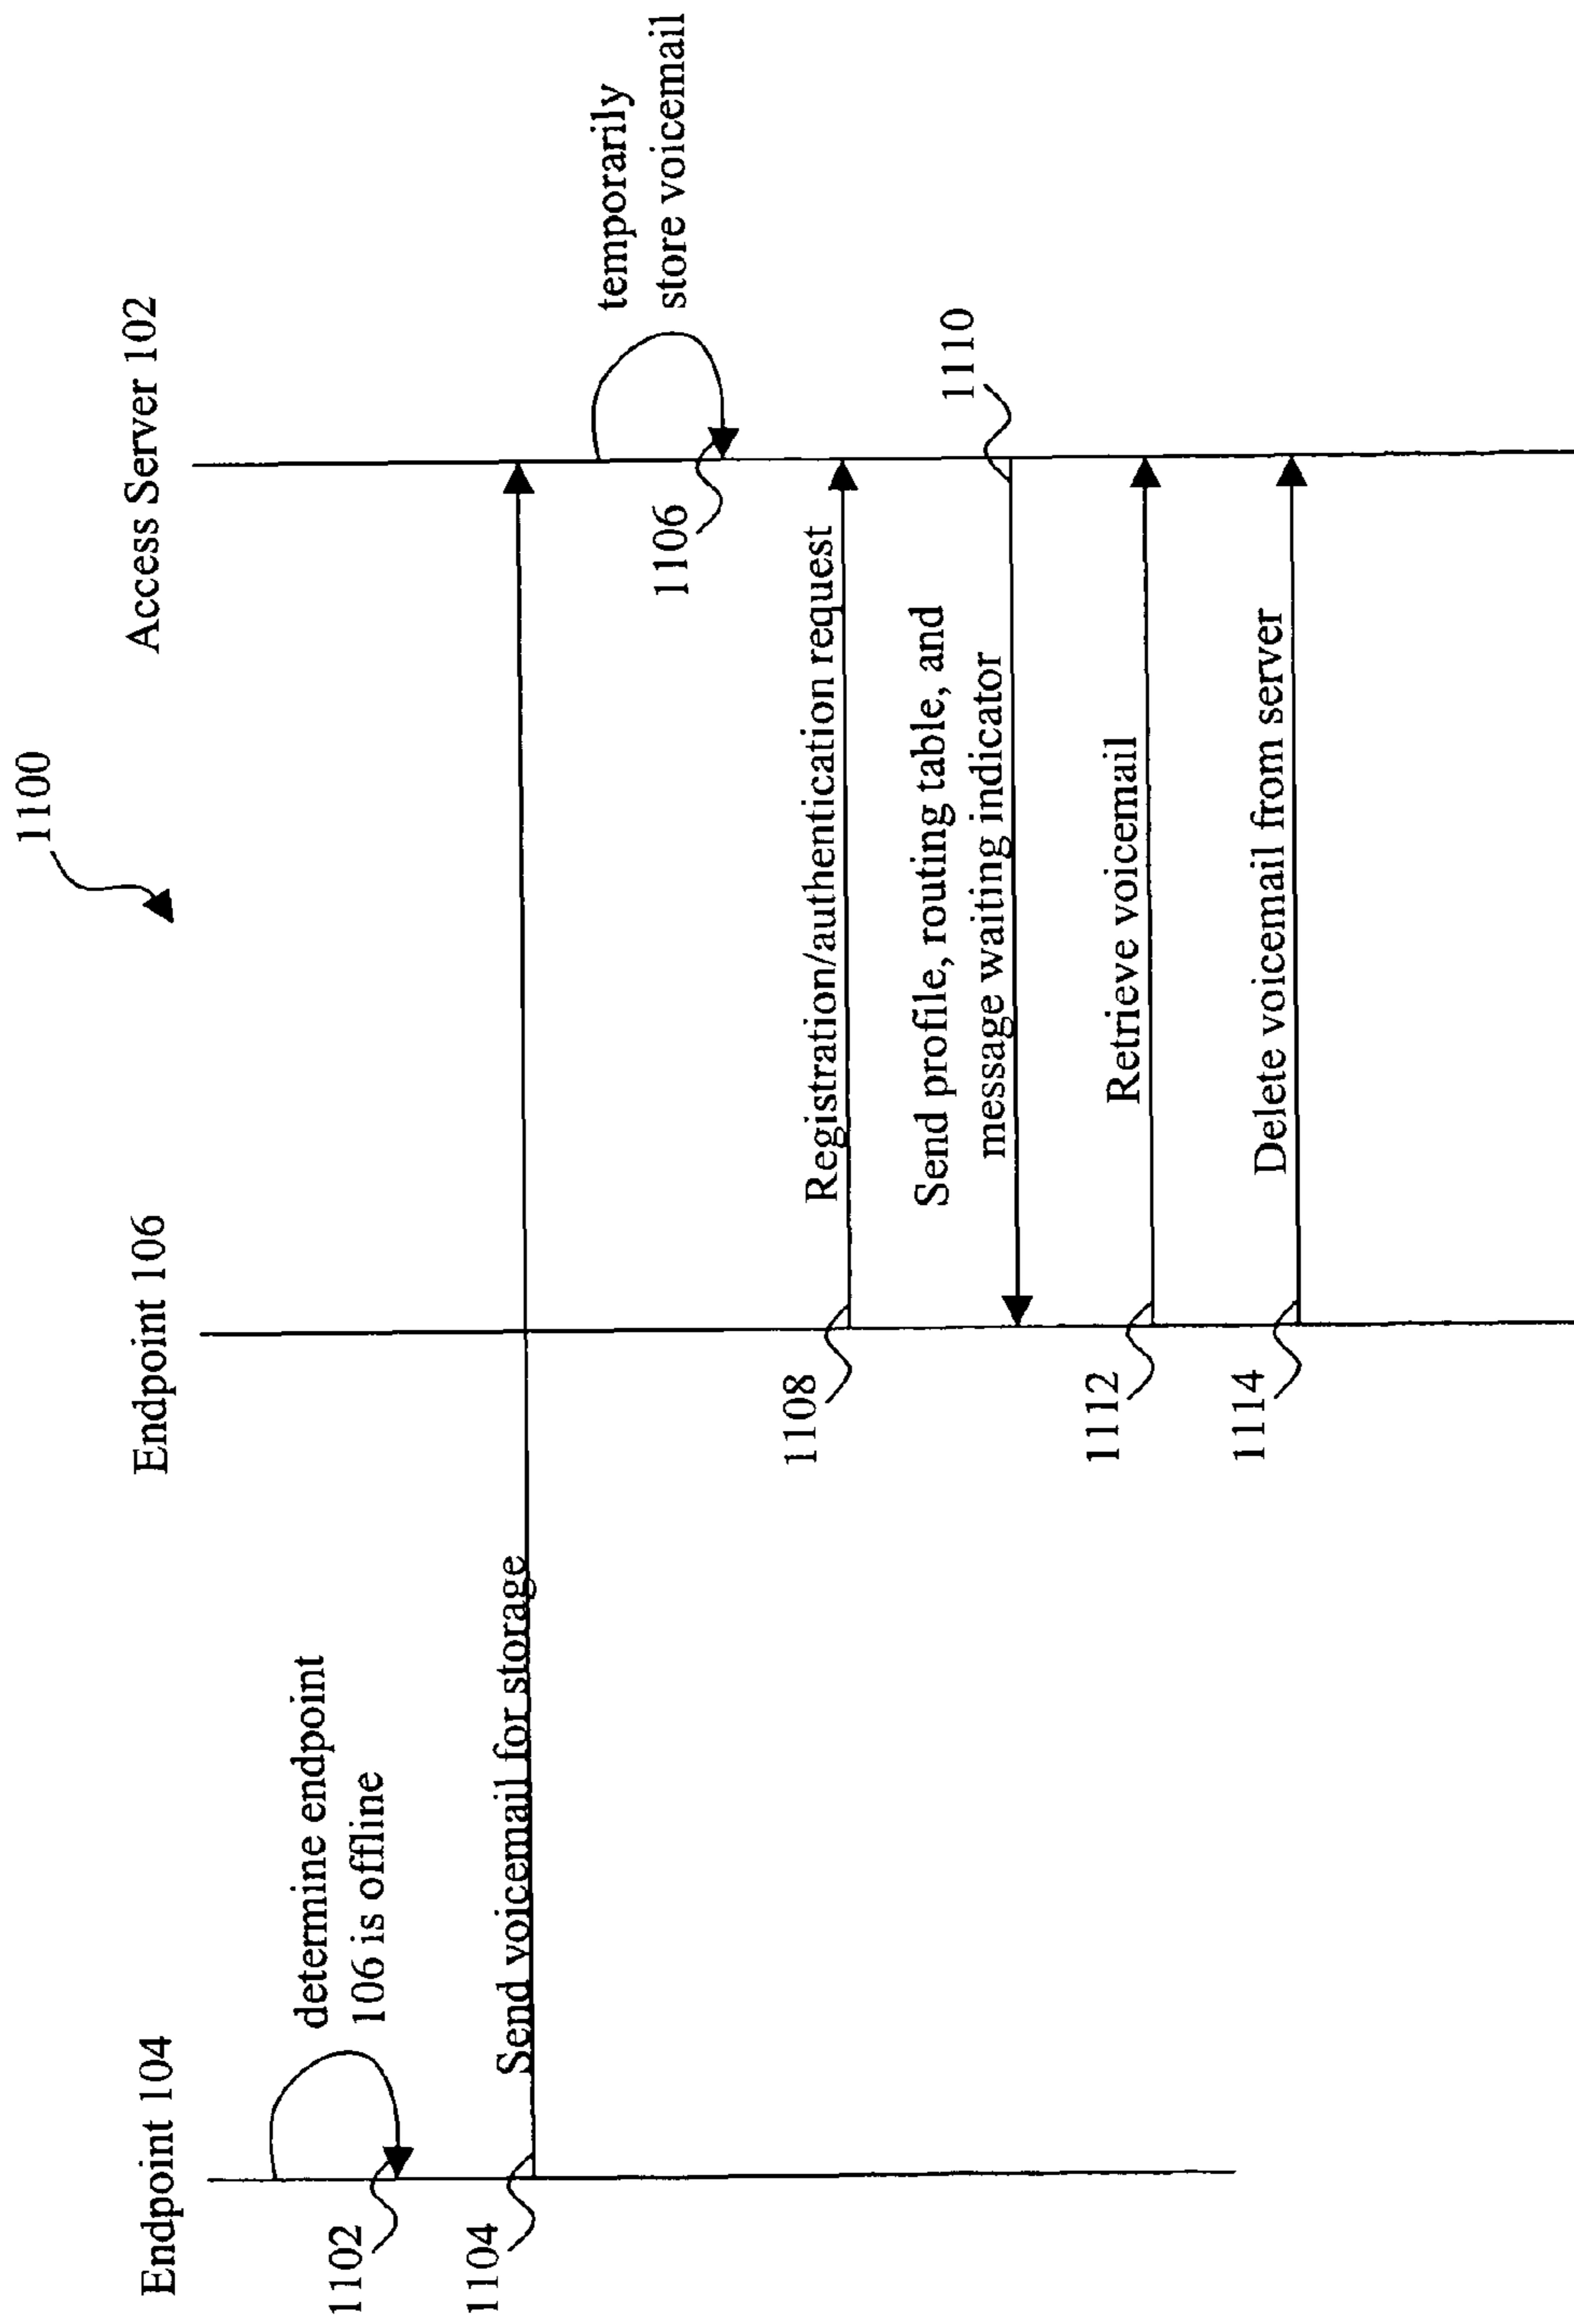 1100
Endpoint 104
Endpoint 106
Access Server 102
determine endpoint
106 is offline
1102
Send voicemail for storage
1104
temporarily
store voicemail
1106
Registration/authentication request
1108
Send profile, routing table, and
message waiting indicator
1110
Retrieve voicemail
1112
Delete voicemail from server
1114